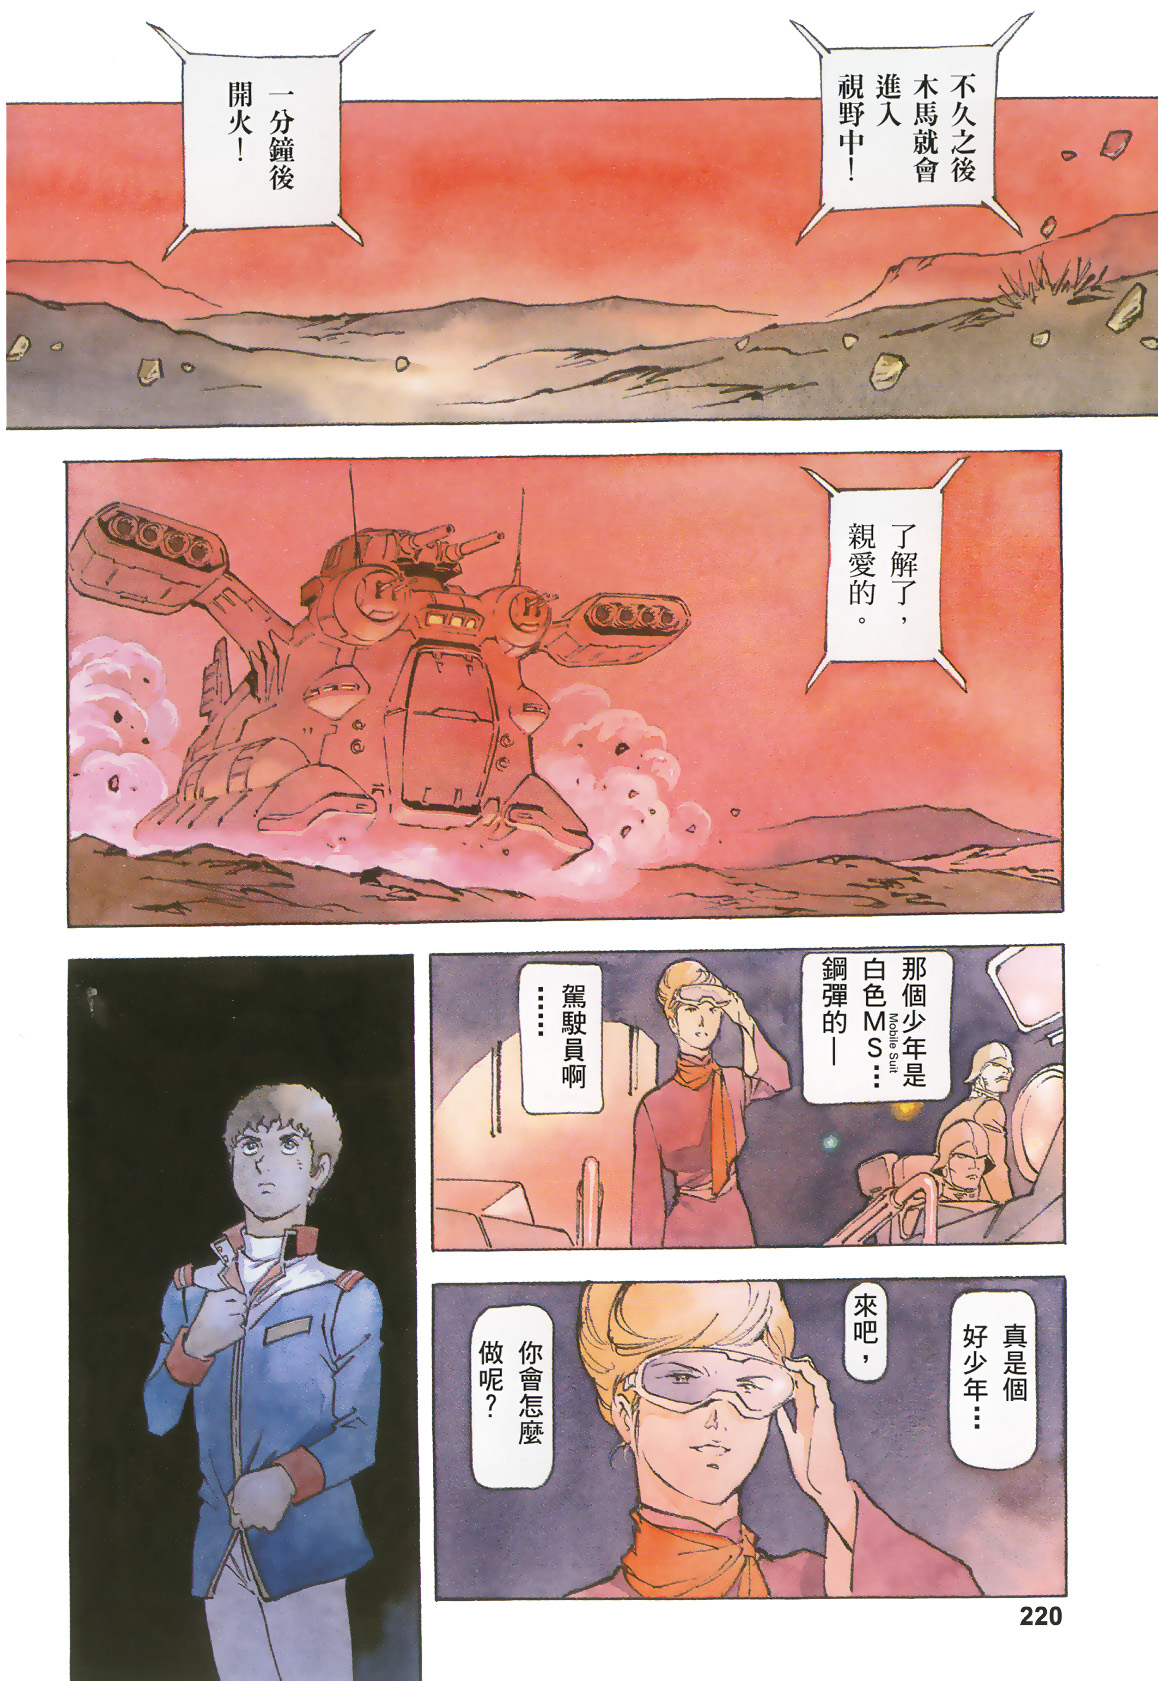 不久之後
木馬就會
進入
視野中！
一分鐘後
開火！
了解了，
親愛的。
那個少年是
白色MS…
Mobile Suit
鋼彈的—
駕駛員啊
……
真是個
好少年…
來吧，
你會怎麼
做呢？
220